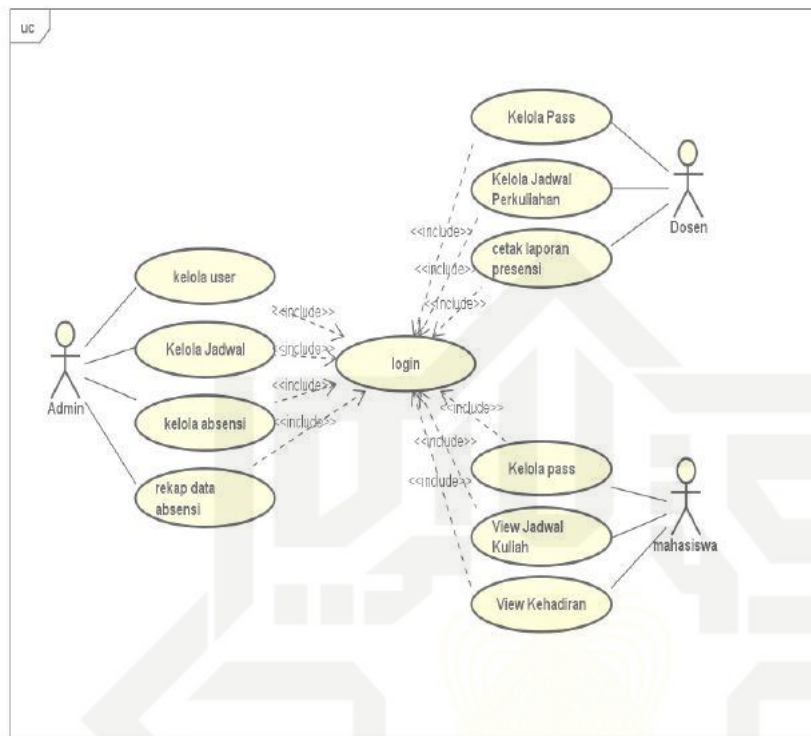 uc
Kelola Pass
Kelola Jadwal
Perkuliahan
cetak laporan
presensi
Dosen
<<include>>
<<include>>
<<include>>
kelola user
Kelola Jadwal
kelola absensi
rekap data
absensi
Admin
<<include>>
<<include>>
<<include>>
<<include>>
login
<<include>>
<<include>>
<<include>>
Kelola pass
View Jadwal
Kuliah
View Kehadiran
mahasiswa